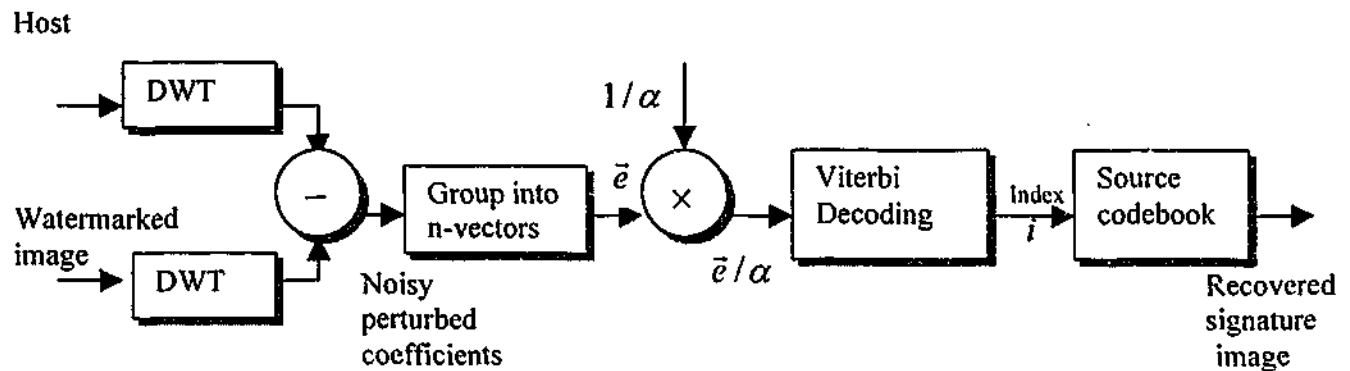 Host
DWT
1/α
−
Group into
n-vectors
e⃗
×
Viterbi
Decoding
Index
i
Source
codebook
Watermarked
image
DWT
Noisy
perturbed
coefficients
e⃗/α
Recovered
signature
image